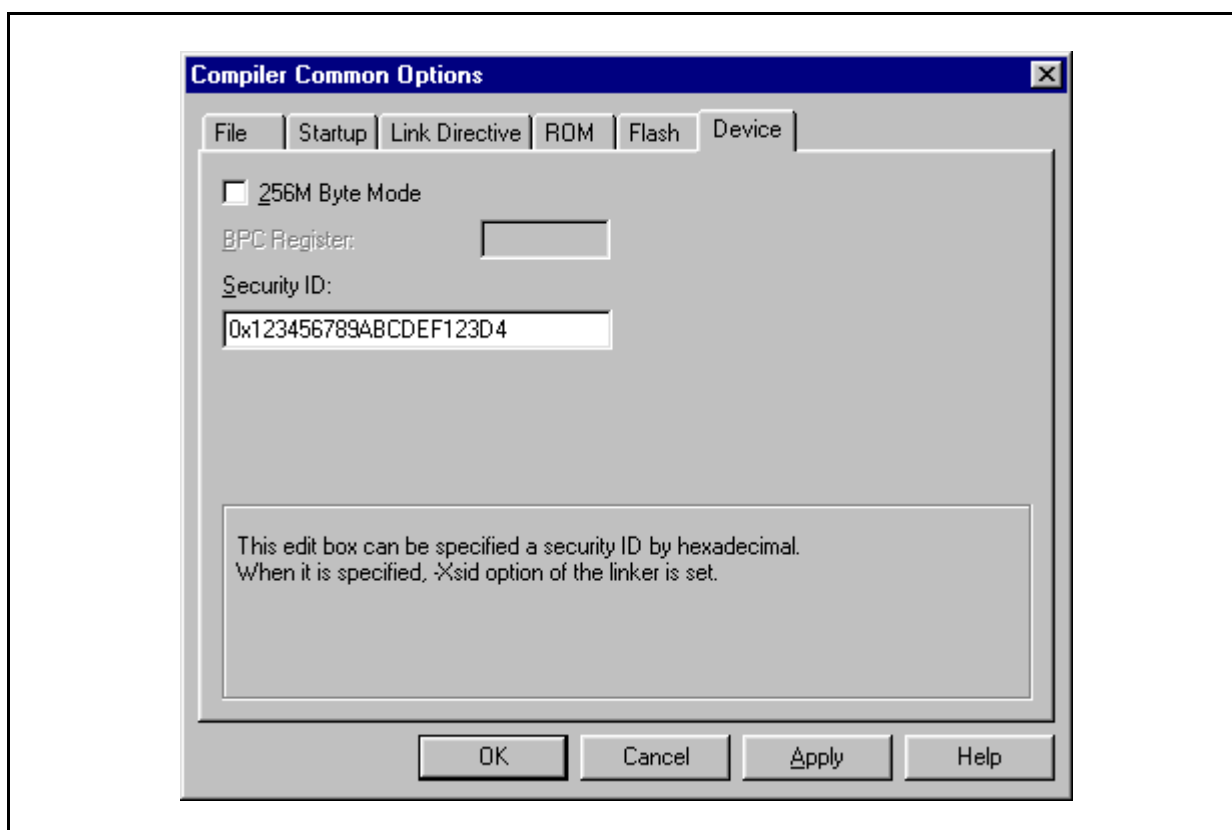 Compiler Common Options
File Startup Link Directive ROM Flash Device
256M Byte Mode
BPC Register:
Security ID:
0x123456789ABCDEF123D4
This edit box can be specified a security ID by hexadecimal.
When it is specified, -Xsid option of the linker is set.
OK Cancel Apply Help